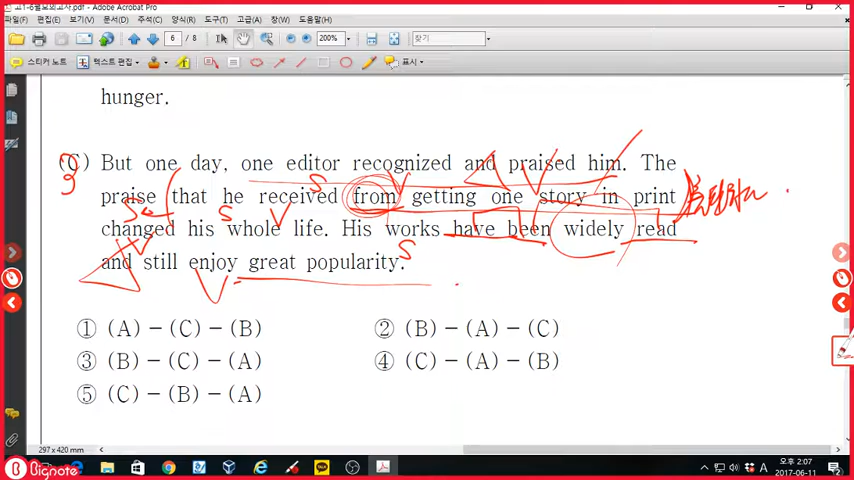 고1-6월모의고사.pdf - Adobe Acrobat Pro
파일(F) 편집(E) 보기(V) 문서(D) 주석(C) 양식(R) 도구(T) 고급(A) 창(W) 도움말(H)
6 / 8 200% 찾기
스티커 노트 텍스트 편집 표시
hunger.
(C) But one day, one editor recognized and praised him. The
praise that he received from getting one story in print
changed his whole life. His works have been widely read
and still enjoy great popularity.
① (A)－(C)－(B) ② (B)－(A)－(C)
③ (B)－(C)－(A) ④ (C)－(A)－(B)
⑤ (C)－(B)－(A)
297 x 420 mm
Bignote
A 오후 2:07
2017-06-11